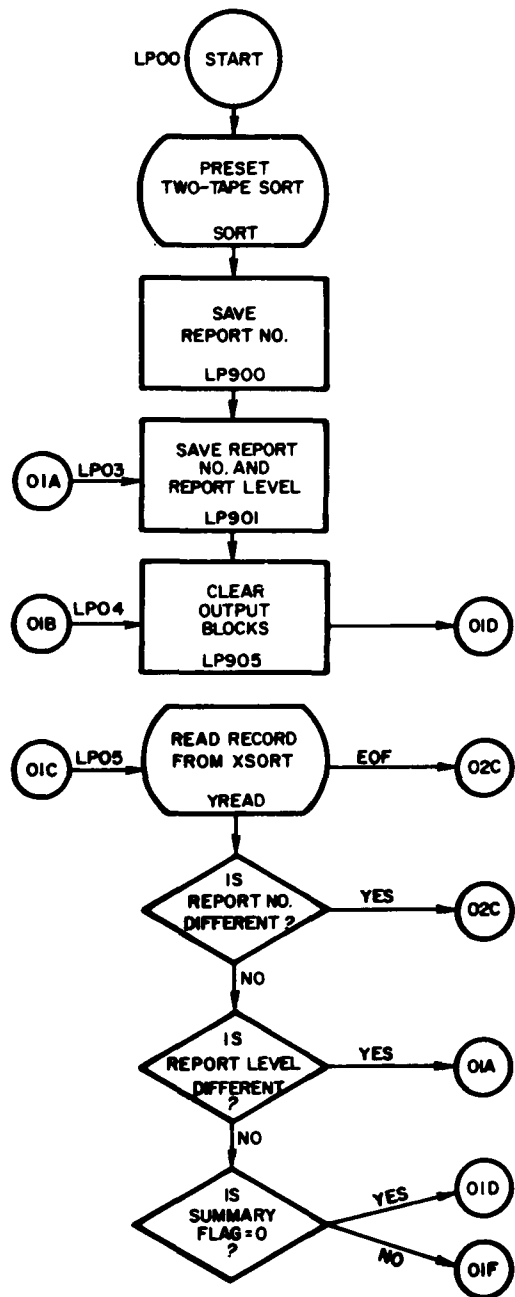 LP00
START
PRESET
TWO-TAPE SORT
SORT
SAVE
REPORT NO.
LP900
01A
LP03
SAVE REPORT
NO. AND
REPORT LEVEL
LP901
01B
LP04
CLEAR
OUTPUT
BLOCKS
LP905
01D
01C
LP05
READ RECORD
FROM XSORT
YREAD
EOF
02C
IS
REPORT NO.
DIFFERENT ?
YES
02C
NO
IS
REPORT LEVEL
DIFFERENT
?
YES
01A
NO
IS
SUMMARY
FLAG=0
?
YES
01D
NO
01F